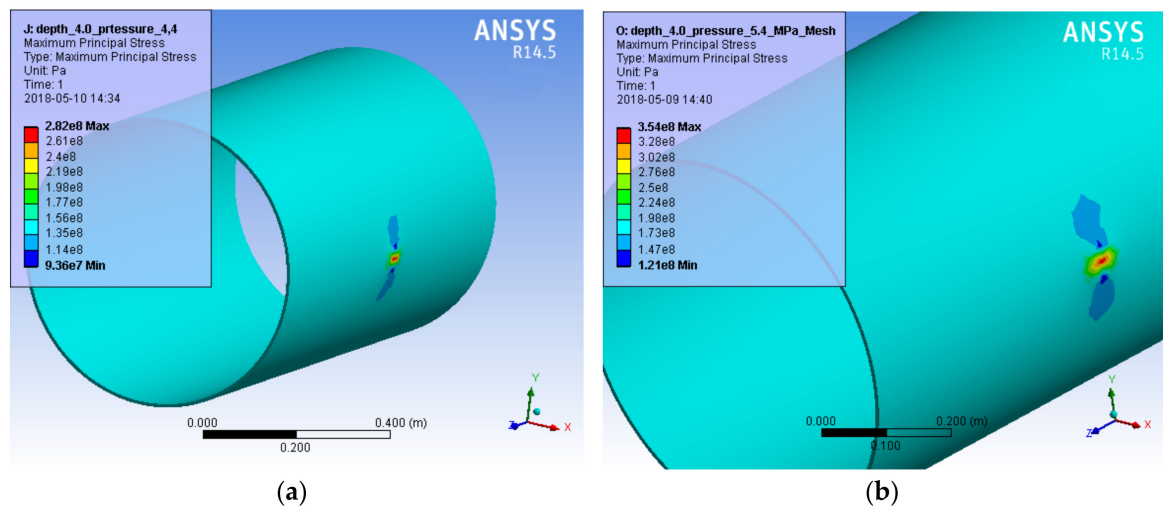 J: depth_4.0_prtessure_4,4
Maximum Principal Stress
Type: Maximum Principal Stress
Unit: Pa
Time: 1
2018-05-10 14:34
2.82e8 Max
2.61e8
2.4e8
2.19e8
1.98e8
1.77e8
1.56e8
1.35e8
1.14e8
9.36e7 Min
ANSYS
R14.5
0.000
0.400 (m)
0.200
Y
Z
X
(a)
O: depth_4.0_pressure_5.4_MPa_Mesh
Maximum Principal Stress
Type: Maximum Principal Stress
Unit: Pa
Time: 1
2018-05-09 14:40
3.54e8 Max
3.28e8
3.02e8
2.76e8
2.5e8
2.24e8
1.98e8
1.73e8
1.47e8
1.21e8 Min
ANSYS
R14.5
0.000
0.200 (m)
0.100
Y
Z
X
(b)